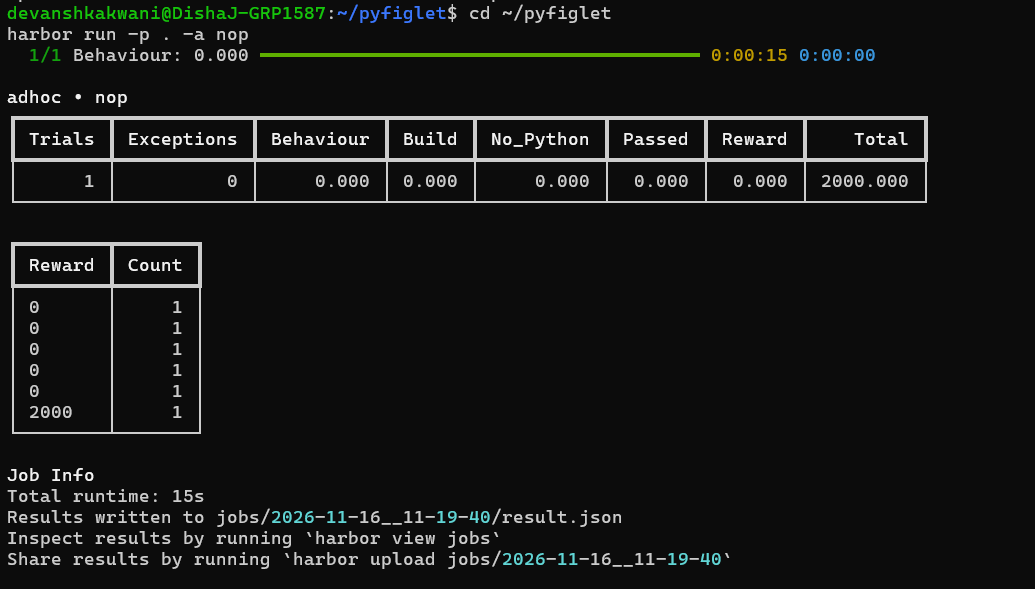 devanshkakwani@DishaJ-GRP1587:~/pyfiglet$ cd ~/pyfiglet
harbor run -p . -a nop
1/1 Behaviour: 0.000 0:00:15 0:00:00
adhoc • nop
Trials Exceptions Behaviour Build No_Python Passed Reward Total
1 0 0.000 0.000 0.000 0.000 0.000 2000.000
Reward Count
0 1
0 1
0 1
0 1
0 1
2000 1
Job Info
Total runtime: 15s
Results written to jobs/2026-11-16__11-19-40/result.json
Inspect results by running `harbor view jobs`
Share results by running `harbor upload jobs/2026-11-16__11-19-40`